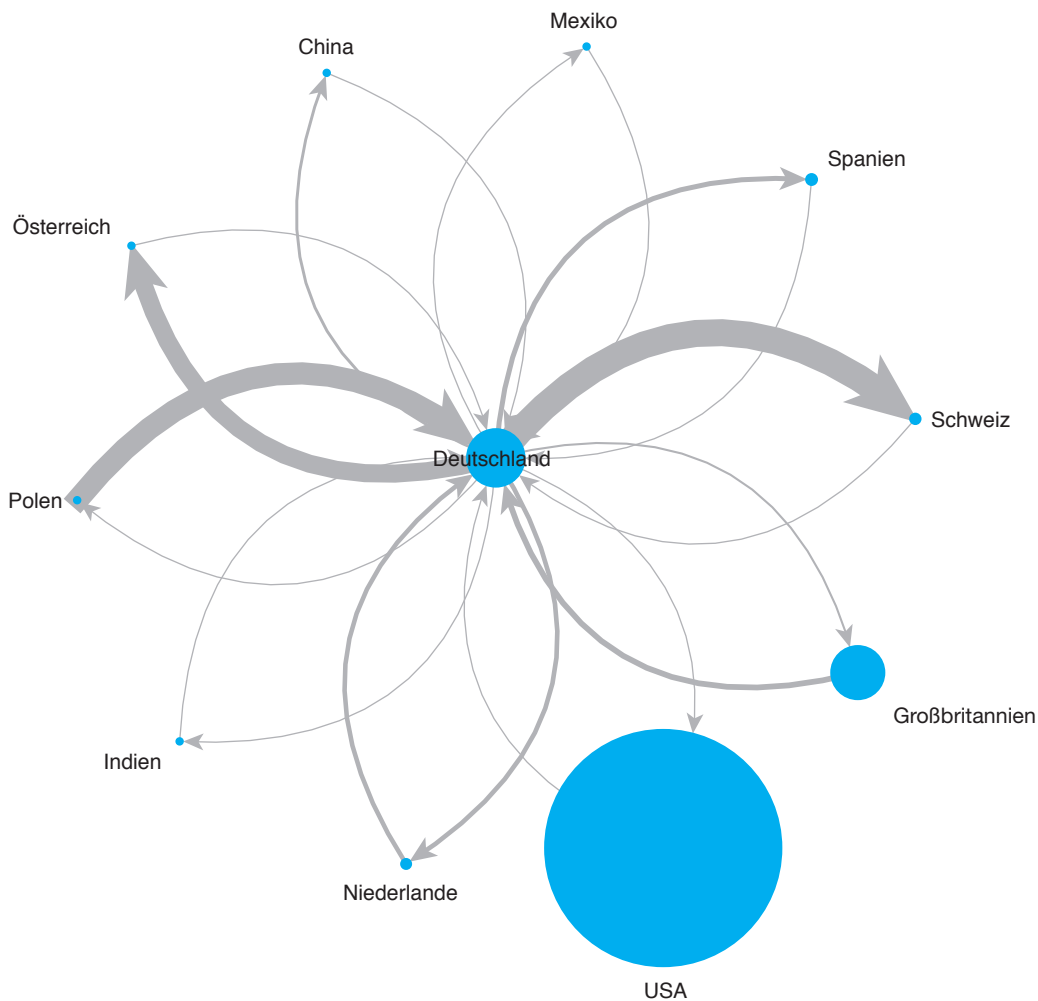 Mexiko
China
Spanien
Österreich
Schweiz
Deutschland
Polen
Großbritannien
Indien
Niederlande
USA